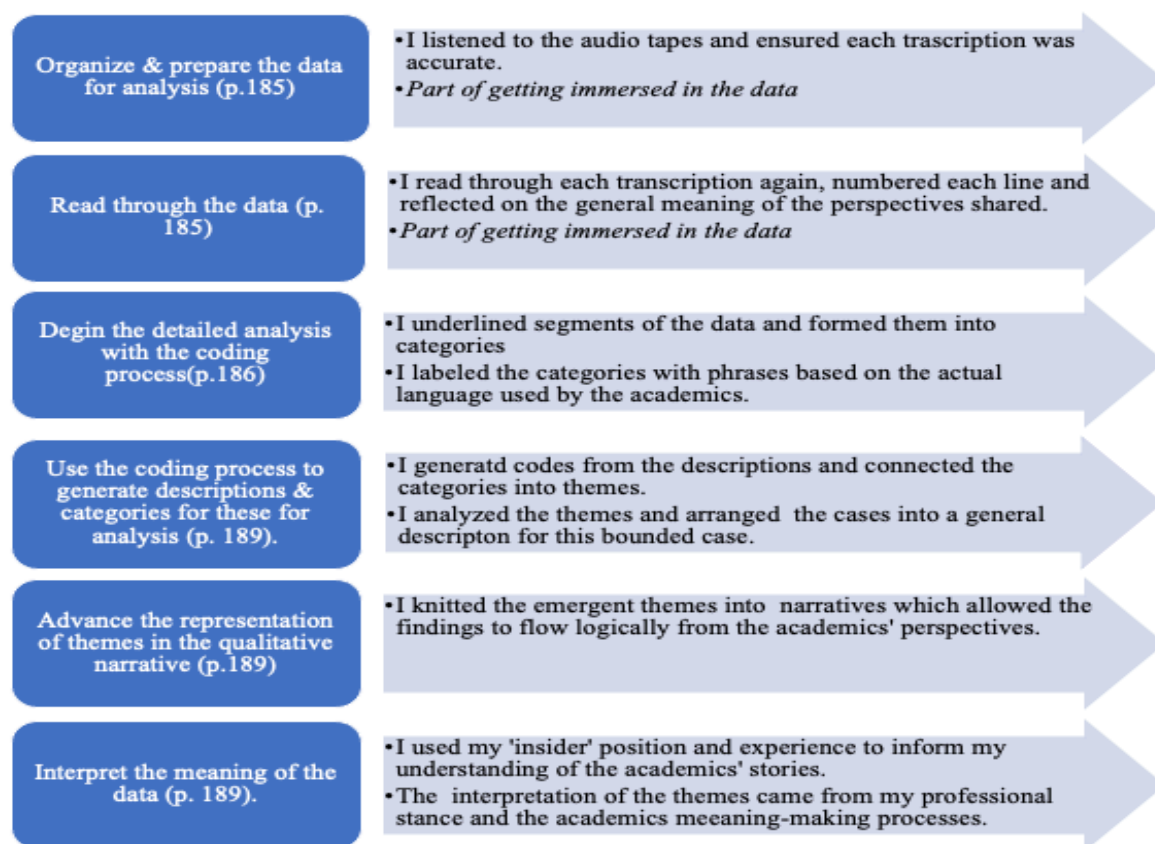 Organize & prepare the data
for analysis (p.185)
•I listened to the audio tapes and ensured each trascription was
accurate.
•Part of getting immersed in the data
Read through the data (p.
185)
•I read through each transcription again, numbered each line and
reflected on the general meaning of the perspectives shared.
•Part of getting immersed in the data
Degin the detailed analysis
with the coding
process(p.186)
•I underlined segments of the data and formed them into
categories
•I labeled the categories with phrases based on the actual
language used by the academics.
Use the coding process to
generate descriptions &
categories for these for
analysis (p. 189).
•I generatd codes from the descriptions and connected the
categories into themes.
•I analyzed the themes and arranged the cases into a general
descripton for this bounded case.
Advance the representation
of themes in the qualitative
narrative (p.189)
•I knitted the emergent themes into narratives which allowed the
findings to flow logically from the academics' perspectives.
Interpret the meaning of the
data (p. 189).
•I used my 'insider' position and experience to inform my
understanding of the academics' stories.
•The interpretation of the themes came from my professional
stance and the academics meeaning-making processes.